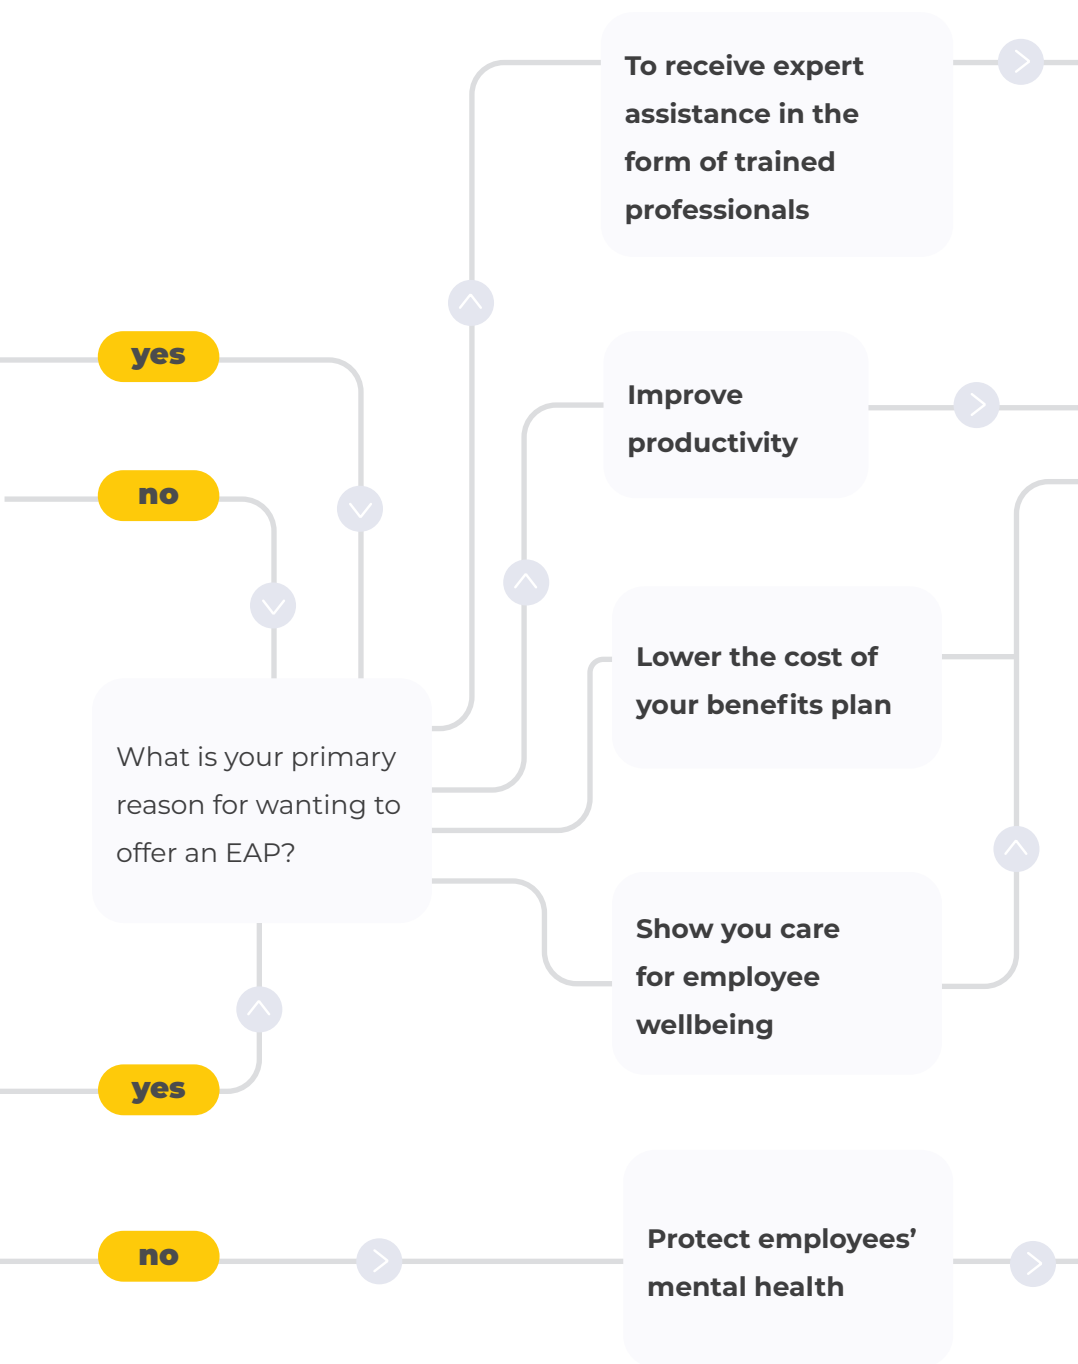 To receive expert
assistance in the
form of trained
professionals
yes
Improve
productivity
no
Lower the cost of
your benefits plan
What is your primary
reason for wanting to
offer an EAP?
Show you care
for employee
wellbeing
yes
no
Protect employees’
mental health